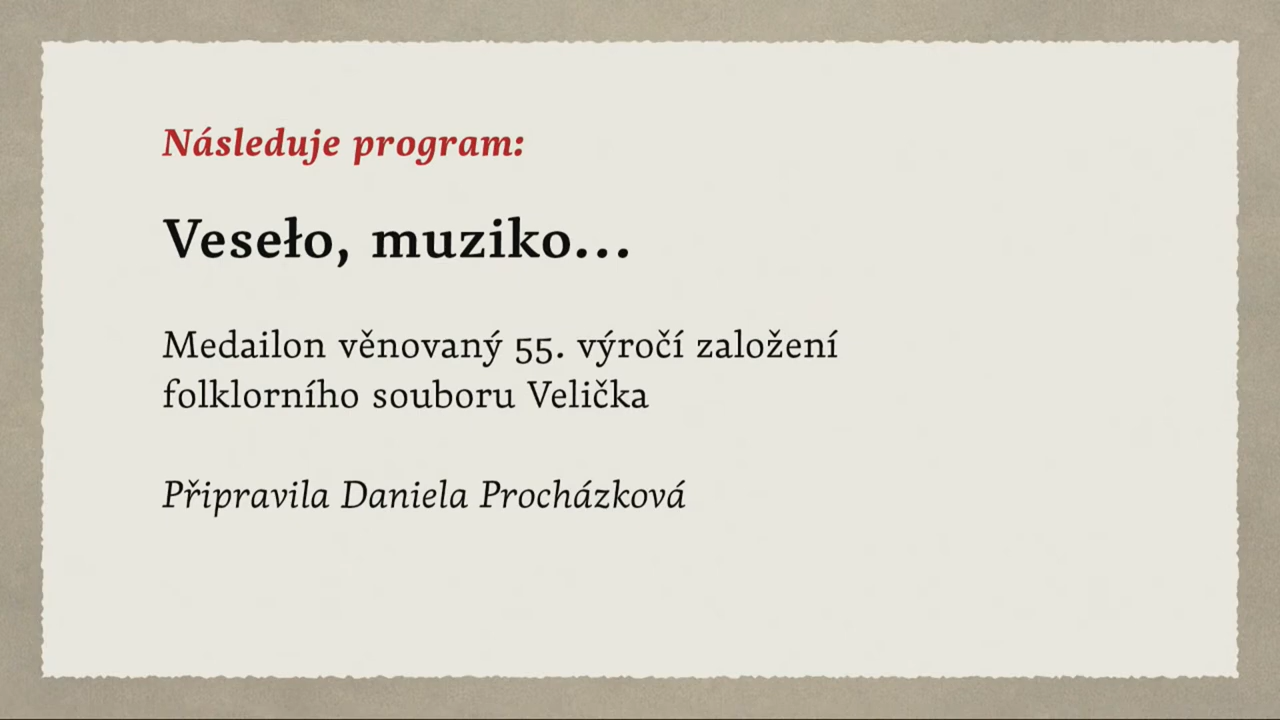 Následuje program:
Veseło, muziko...
Medailon věnovaný 55. výročí založení
folklorního souboru Velička
Připravila Daniela Procházková